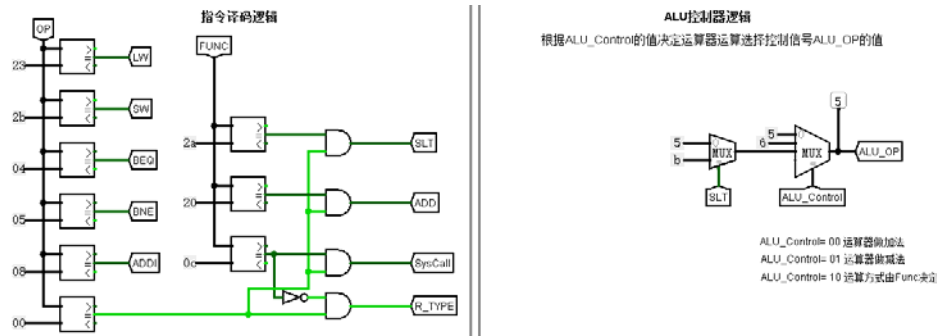 指令译码逻辑
OP
FUNC
23
LW
2b
SW
04
BEQ
2a
SLT
05
BNE
20
ADD
08
ADDI
0c
SysCall
00
R_TYPE
ALU控制器逻辑
根据ALU_Control的值决定运算器运算选择控制信号ALU_OP的值
5
5
b
MUX
5
6
MUX
ALU_OP
SLT
ALU_Control
ALU_Control= 00 运算器做加法
ALU_Control= 01 运算器做减法
ALU_Control= 10 运算方式由Func决定